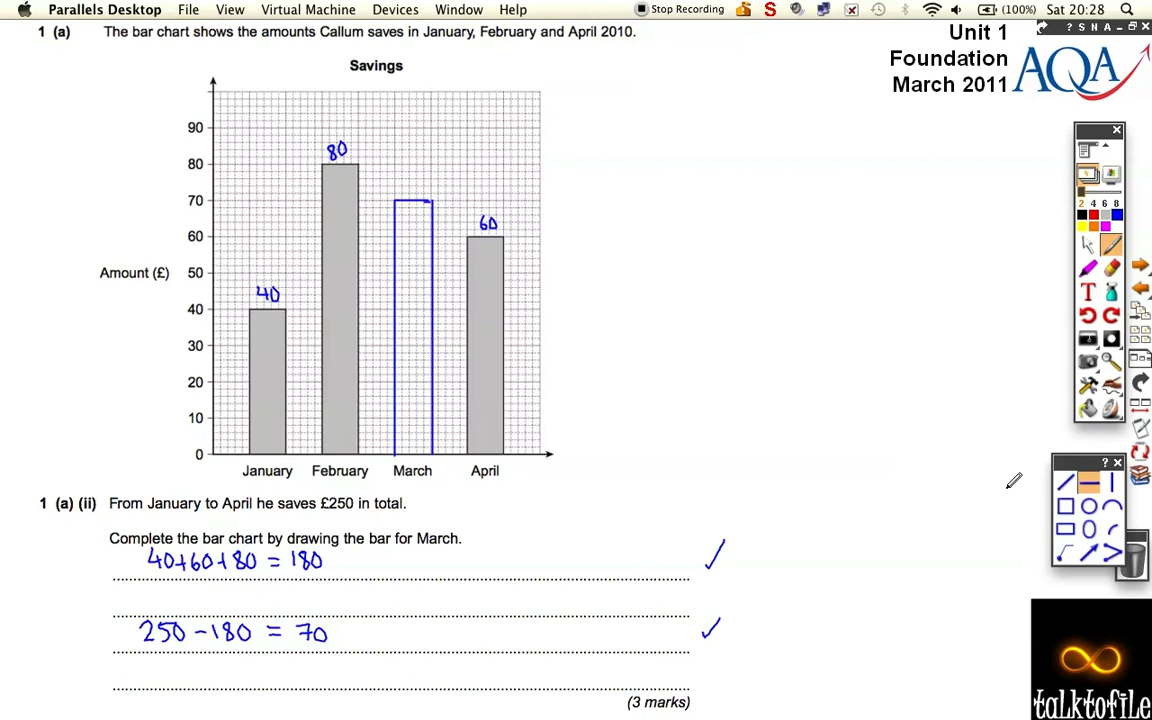 Parallels Desktop File View Virtual Machine Devices Window Help Stop Recording S (100%) Sat 20:28
? S N A
1 (a) The bar chart shows the amounts Callum saves in January, February and April 2010.
Unit 1
Foundation
March 2011
AQA
Savings
90
80
80
70
60
60
Amount (£)
50
40
40
30
20
10
0
January February March April
2 4 6 8
T
?
1 (a) (ii) From January to April he saves £250 in total.
Complete the bar chart by drawing the bar for March.
40+60+80 = 180 ✓
250 - 180 = 70 ✓
(3 marks)
talktofile